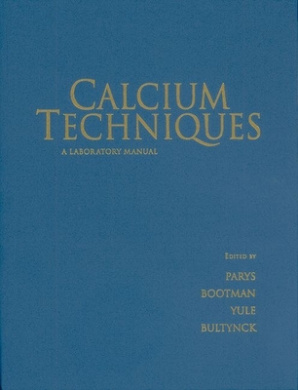 CALCIUM
TECHNIQUES
A LABORATORY MANUAL
EDITED BY
PARYS
BOOTMAN
YULE
BULTYNCK